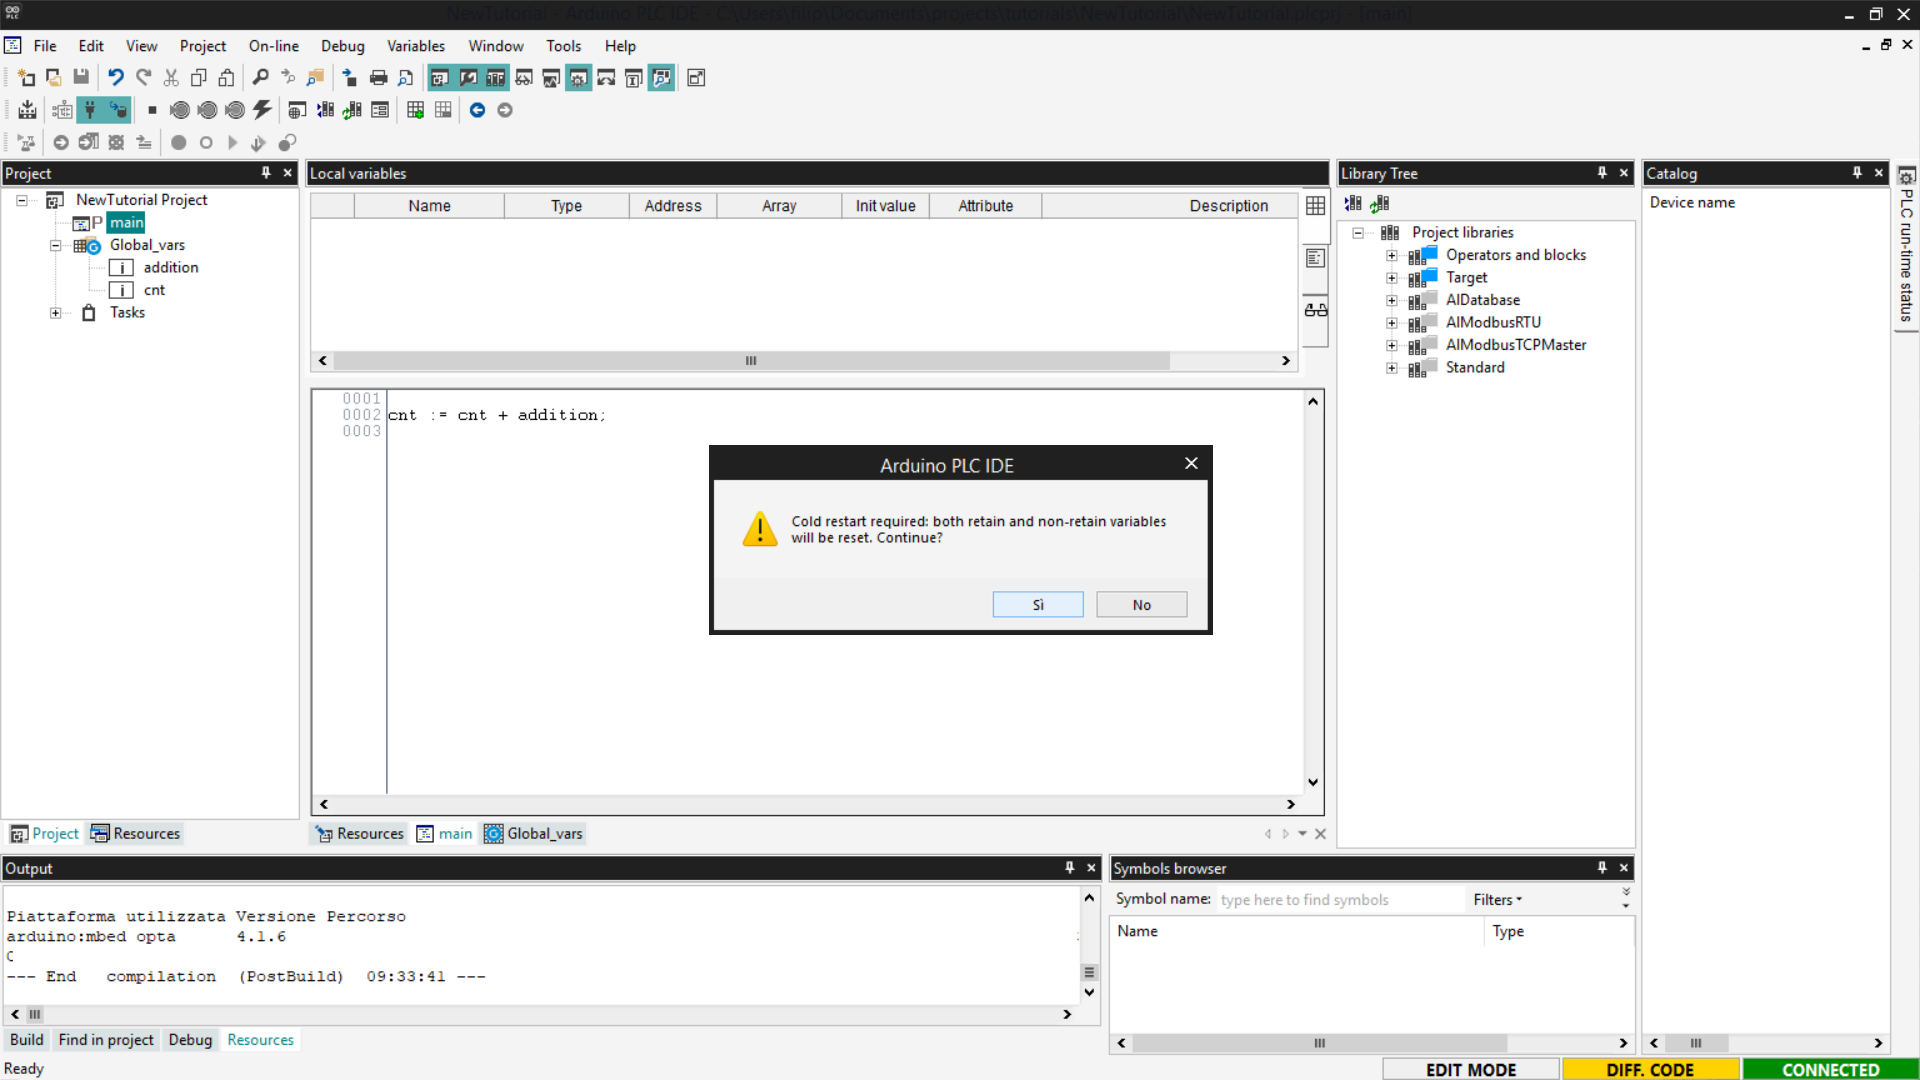 NewTutorial - Arduino PLC IDE - C:\Users\filip\Documents\projects\tutorials\NewTutorial\NewTutorial.plcprj - [main]
File Edit View Project On-line Debug Variables Window Tools Help
Project
NewTutorial Project
P main
Global_vars
addition
cnt
Tasks
Project Resources
Local variables
Name Type Address Array Init value Attribute Description
0001
0002 cnt := cnt + addition;
0003
Resources main Global_vars
Arduino PLC IDE
Cold restart required: both retain and non-retain variables
will be reset. Continue?
Sì No
Library Tree
Project libraries
Operators and blocks
Target
AlDatabase
AlModbusRTU
AlModbusTCPMaster
Standard
Catalog
Device name
PLC run-time status
Output
Piattaforma utilizzata Versione Percorso
arduino:mbed opta 4.1.6
C
--- End compilation (PostBuild) 09:33:41 ---
Build Find in project Debug Resources
Symbols browser
Symbol name: type here to find symbols Filters
Name Type
Ready
EDIT MODE DIFF. CODE CONNECTED